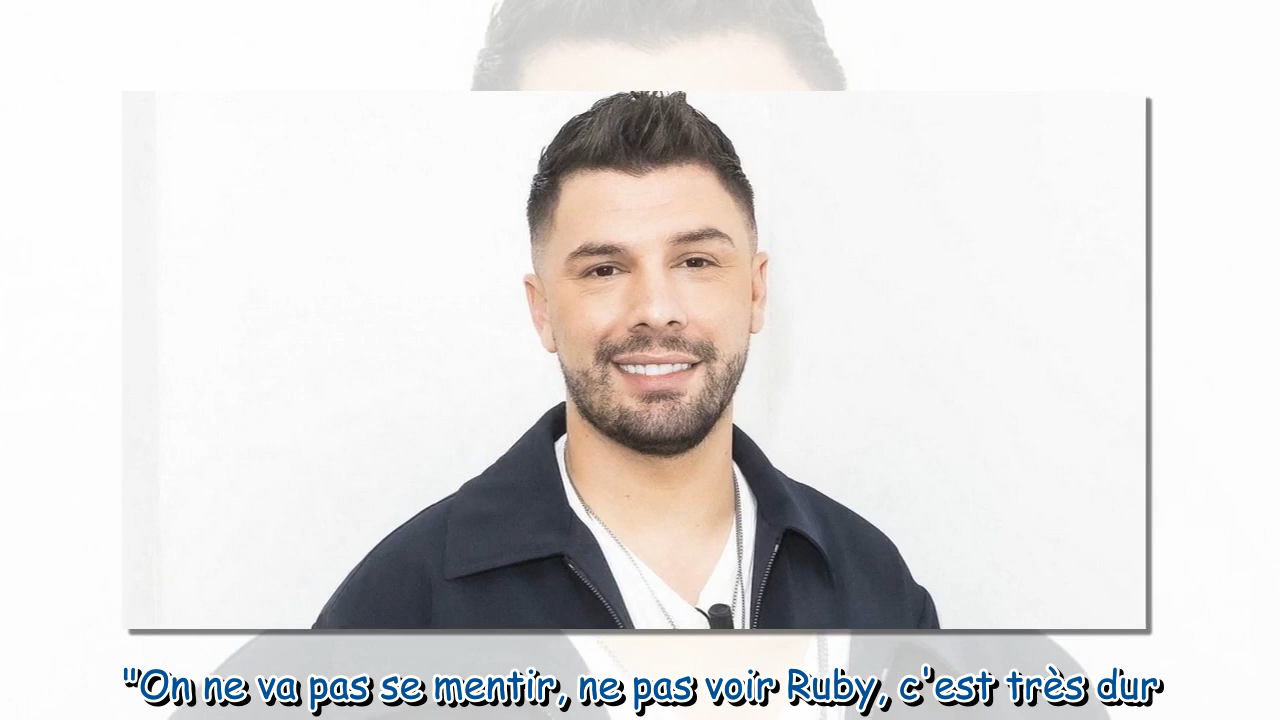 "On ne va pas se mentir, ne pas voir Ruby, c'est très dur